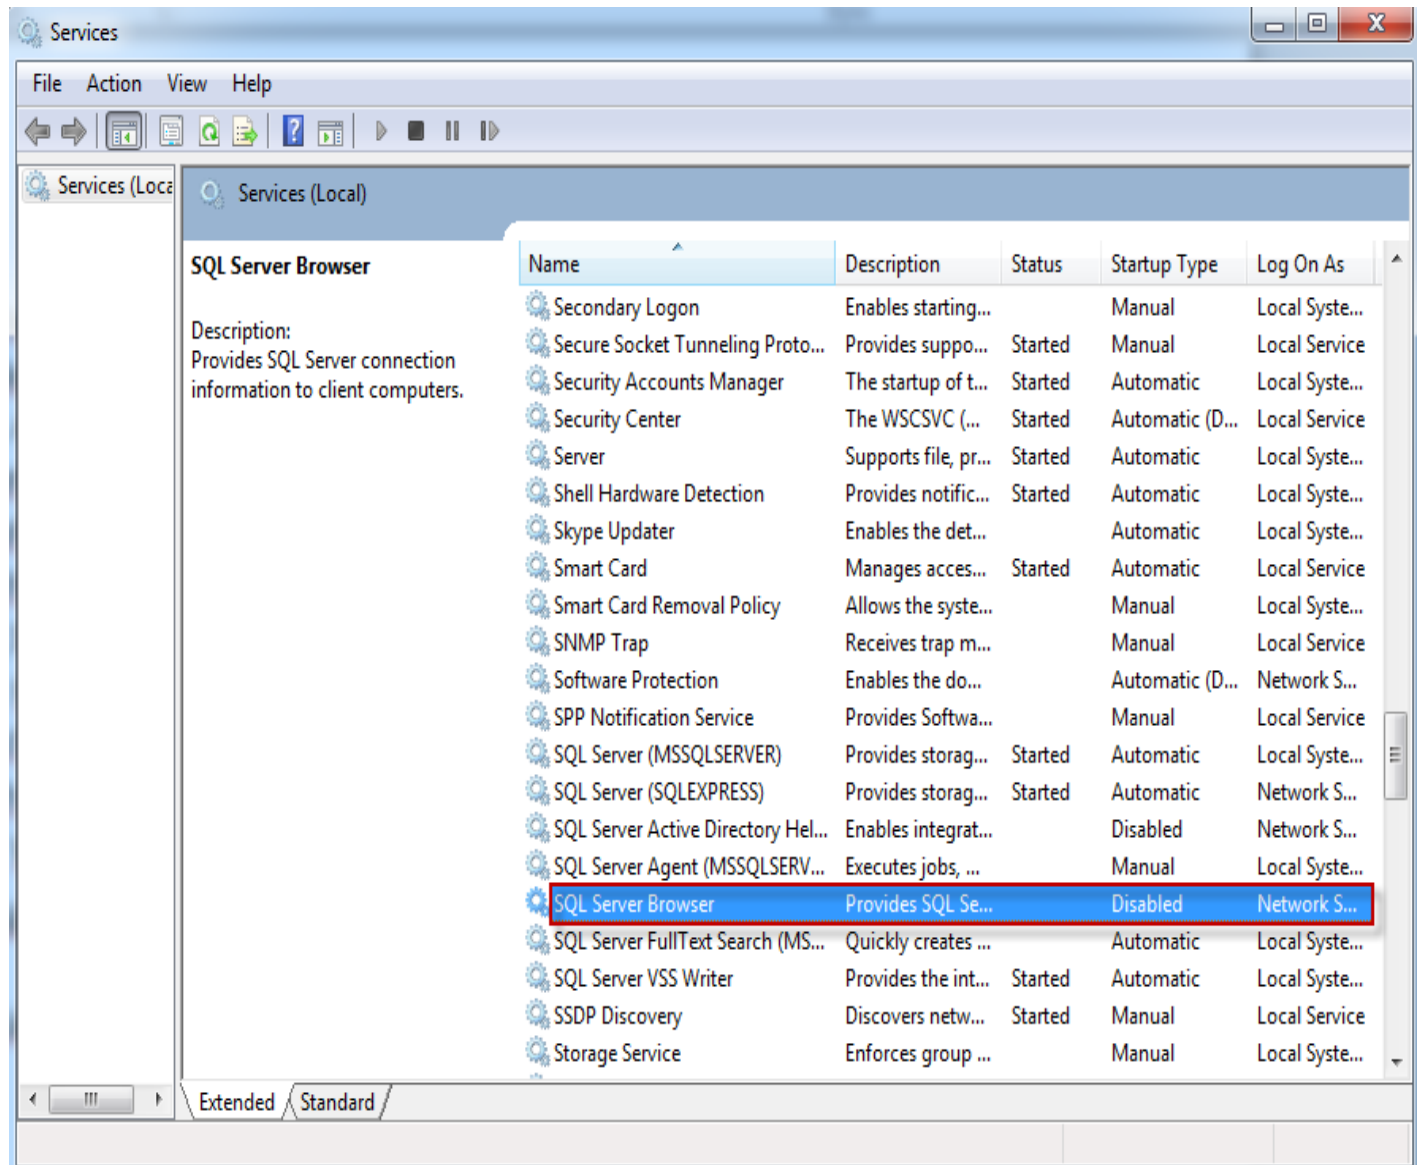 Services
File Action View Help
Services (Loca
Services (Local)
SQL Server Browser
Description:
Provides SQL Server connection
information to client computers.
Name Description Status Startup Type Log On As
Secondary Logon Enables starting... Manual Local Syste...
Secure Socket Tunneling Proto... Provides suppo... Started Manual Local Service
Security Accounts Manager The startup of t... Started Automatic Local Syste...
Security Center The WSCSVC (... Started Automatic (D... Local Service
Server Supports file, pr... Started Automatic Local Syste...
Shell Hardware Detection Provides notific... Started Automatic Local Syste...
Skype Updater Enables the det... Automatic Local Syste...
Smart Card Manages acces... Started Automatic Local Service
Smart Card Removal Policy Allows the syste... Manual Local Syste...
SNMP Trap Receives trap m... Manual Local Service
Software Protection Enables the do... Automatic (D... Network S...
SPP Notification Service Provides Softwa... Manual Local Service
SQL Server (MSSQLSERVER) Provides storag... Started Automatic Local Syste...
SQL Server (SQLEXPRESS) Provides storag... Started Automatic Network S...
SQL Server Active Directory Hel... Enables integrat... Disabled Network S...
SQL Server Agent (MSSQLSERV... Executes jobs, ... Manual Local Syste...
SQL Server Browser Provides SQL Se... Disabled Network S...
SQL Server FullText Search (MS... Quickly creates ... Automatic Local Syste...
SQL Server VSS Writer Provides the int... Started Automatic Local Syste...
SSDP Discovery Discovers netw... Started Manual Local Service
Storage Service Enforces group ... Manual Local Syste...
Extended Standard